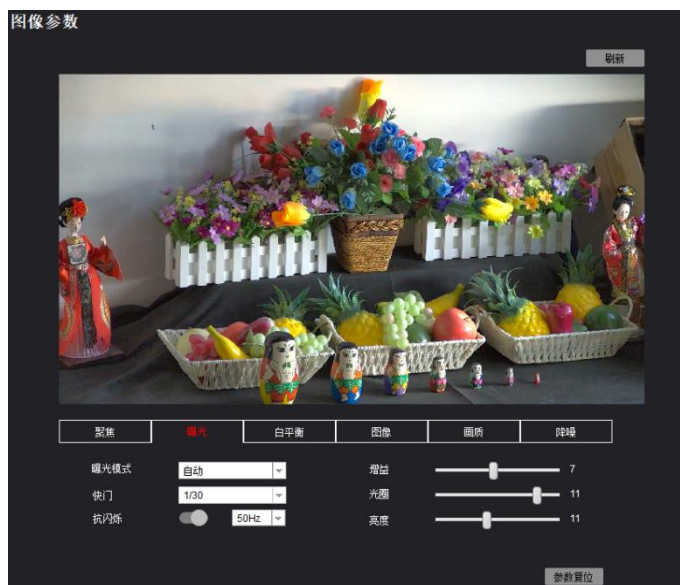 图像参数
刷新
聚焦 曝光 白平衡 图像 画质 降噪
曝光模式 自动 增益 7
快门 1/30 光圈 11
抗闪烁 50Hz 亮度 11
参数复位